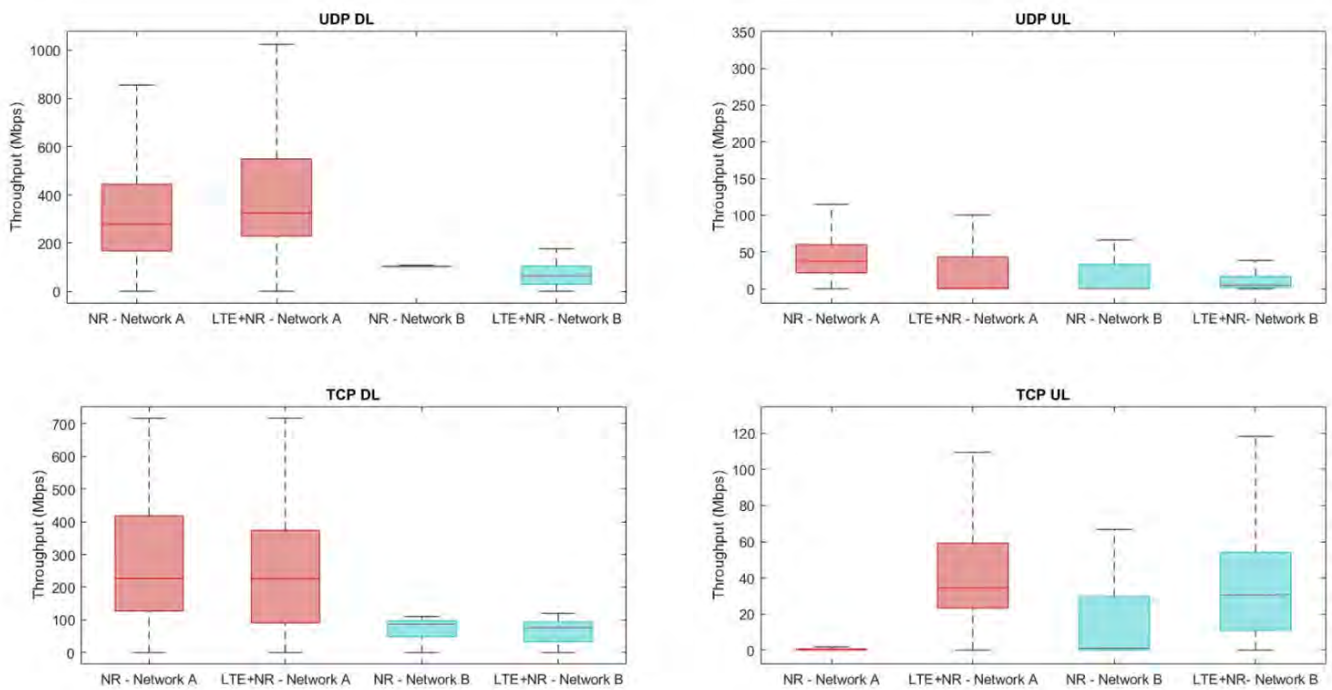 UDP DL
Throughput (Mbps)
1000
800
600
400
200
0
NR - Network A LTE+NR - Network A NR - Network B LTE+NR - Network B
UDP UL
Throughput (Mbps)
350
300
250
200
150
100
50
0
NR - Network A LTE+NR - Network A NR - Network B LTE+NR- Network B
TCP DL
Throughput (Mbps)
700
600
500
400
300
200
100
0
NR - Network A LTE+NR - Network A NR - Network B LTE+NR - Network B
TCP UL
Throughput (Mbps)
120
100
80
60
40
20
0
NR - Network A LTE+NR - Network A NR - Network B LTE+NR- Network B